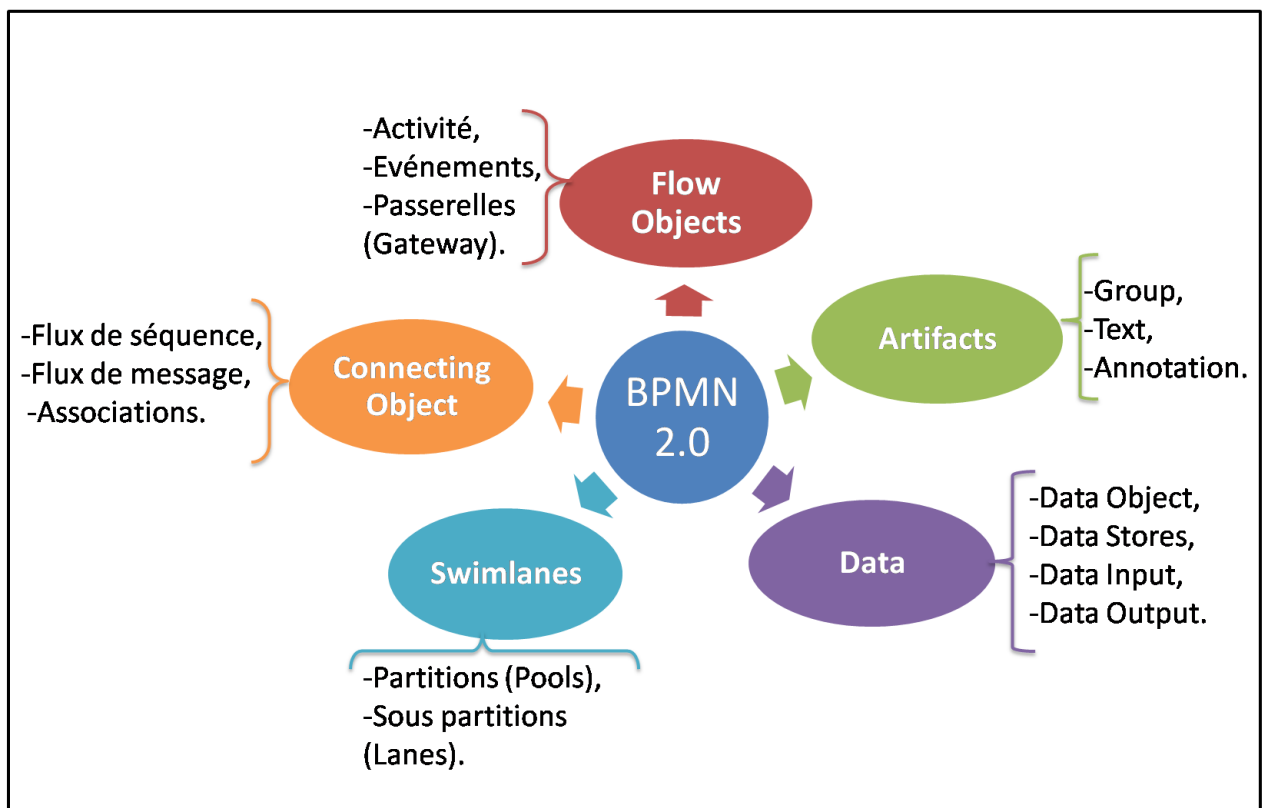 -Activité,
-Evénements,
-Passerelles
(Gateway).
Flow
Objects
-Group,
-Text,
-Annotation.
Artifacts
-Flux de séquence,
-Flux de message,
-Associations.
Connecting
Object
BPMN
2.0
-Data Object,
-Data Stores,
-Data Input,
-Data Output.
Data
Swimlanes
-Partitions (Pools),
-Sous partitions
(Lanes).